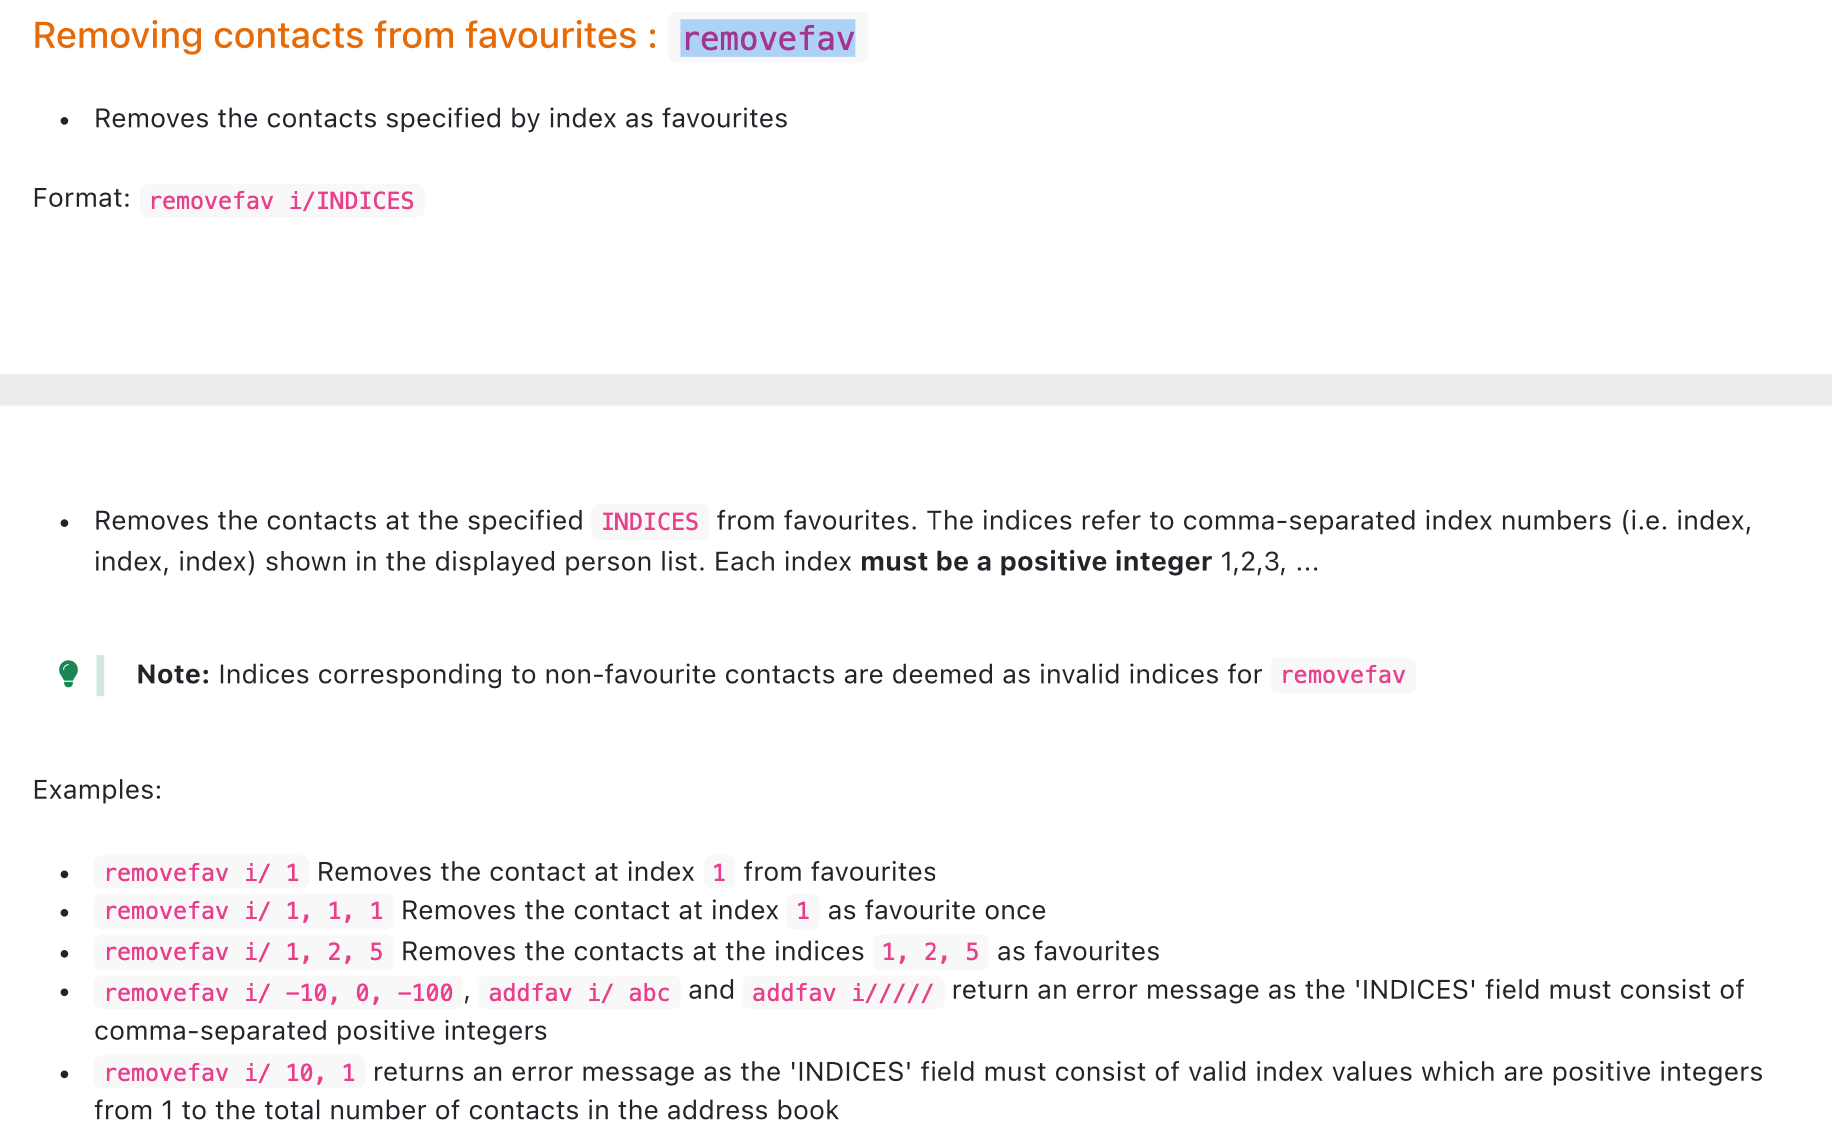 Removing contacts from favourites : removefav
• Removes the contacts specified by index as favourites
Format: removefav i/INDICES
• Removes the contacts at the specified INDICES from favourites. The indices refer to comma-separated index numbers (i.e. index,
index, index) shown in the displayed person list. Each index must be a positive integer 1,2,3, ...
Note: Indices corresponding to non-favourite contacts are deemed as invalid indices for removefav
Examples:
• removefav i/ 1 Removes the contact at index 1 from favourites
• removefav i/ 1, 1, 1 Removes the contact at index 1 as favourite once
• removefav i/ 1, 2, 5 Removes the contacts at the indices 1, 2, 5 as favourites
• removefav i/ -10, 0, -100 , addfav i/ abc and addfav i///// return an error message as the 'INDICES' field must consist of
comma-separated positive integers
• removefav i/ 10, 1 returns an error message as the 'INDICES' field must consist of valid index values which are positive integers
from 1 to the total number of contacts in the address book